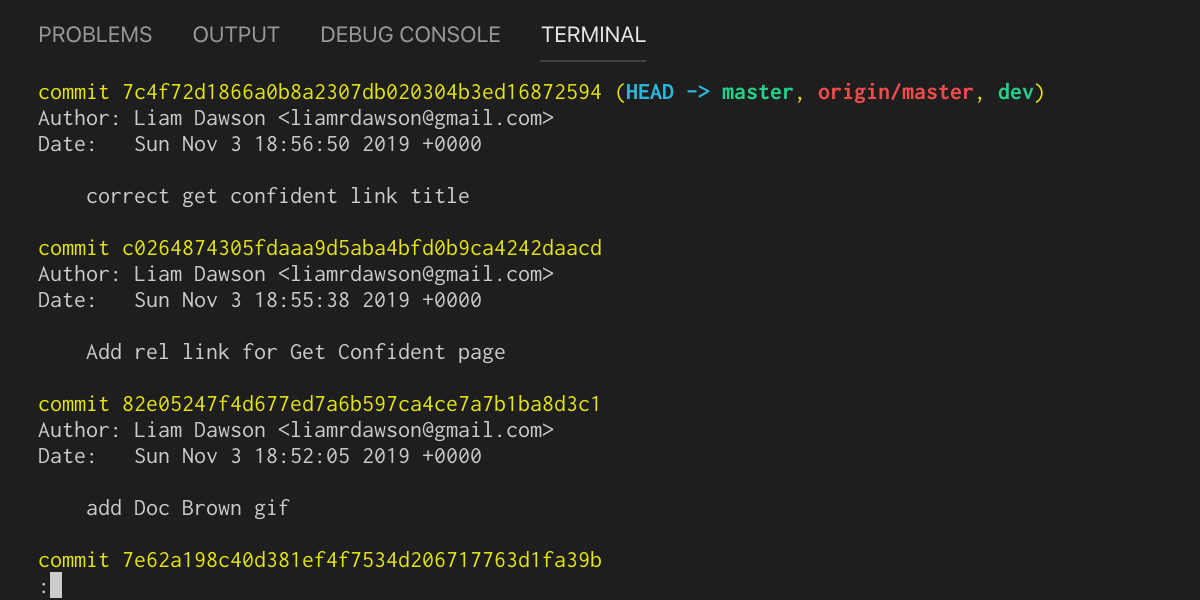 PROBLEMS OUTPUT DEBUG CONSOLE TERMINAL
commit 7c4f72d1866a0b8a2307db020304b3ed16872594 (HEAD -> master, origin/master, dev)
Author: Liam Dawson <liamrdawson@gmail.com>
Date:   Sun Nov 3 18:56:50 2019 +0000
    correct get confident link title
commit c0264874305fdaaa9d5aba4bfd0b9ca4242daacd
Author: Liam Dawson <liamrdawson@gmail.com>
Date:   Sun Nov 3 18:55:38 2019 +0000
    Add rel link for Get Confident page
commit 82e05247f4d677ed7a6b597ca4ce7a7b1ba8d3c1
Author: Liam Dawson <liamrdawson@gmail.com>
Date:   Sun Nov 3 18:52:05 2019 +0000
    add Doc Brown gif
commit 7e62a198c40d381ef4f7534d206717763d1fa39b
: